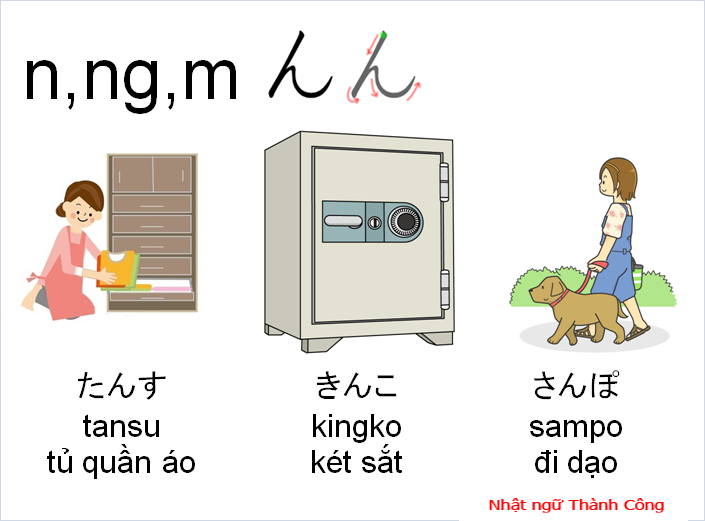 n,ng,m ん ん
たんす きんこ さんぽ
tansu kingko sampo
tủ quần áo két sắt đi dạo
Nhật ngữ Thành Công